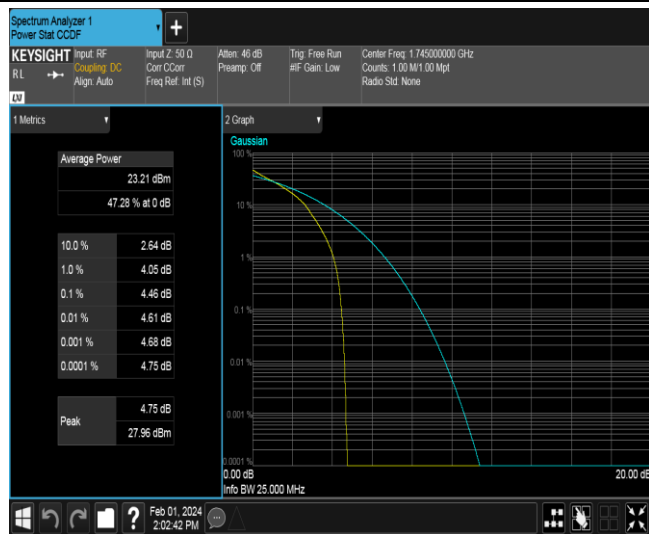 Spectrum Analyzer 1
Power Stat CCDF
+
KEYSIGHT
RL
Input: RF
Coupling: DC
Align: Auto
Input Z: 50 Ω
Corr CCorr
Freq Ref: Int (S)
Atten: 46 dB
Preamp: Off
Trig: Free Run
#IF Gain: Low
Center Freq: 1.745000000 GHz
Counts: 1.00 M/1.00 Mpt
Radio Std: None
LXI
1 Metrics
Average Power
23.21 dBm
47.28 % at 0 dB
10.0 % 2.64 dB
1.0 % 4.05 dB
0.1 % 4.46 dB
0.01 % 4.61 dB
0.001 % 4.68 dB
0.0001 % 4.75 dB
Peak
4.75 dB
27.96 dBm
2 Graph
Gaussian
100 %
10 %
1 %
0.1 %
0.01 %
0.001 %
0.0001 %
0.00 dB 20.00 dB
Info BW 25.000 MHz
?
Feb 01, 2024
2:02:42 PM